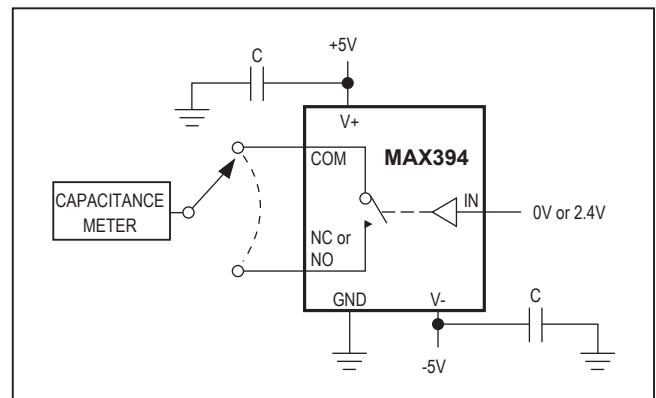 +5V
C
V+
COM
MAX394
CAPACITANCE
METER
IN
0V or 2.4V
NC or
NO
GND
V-
C
-5V